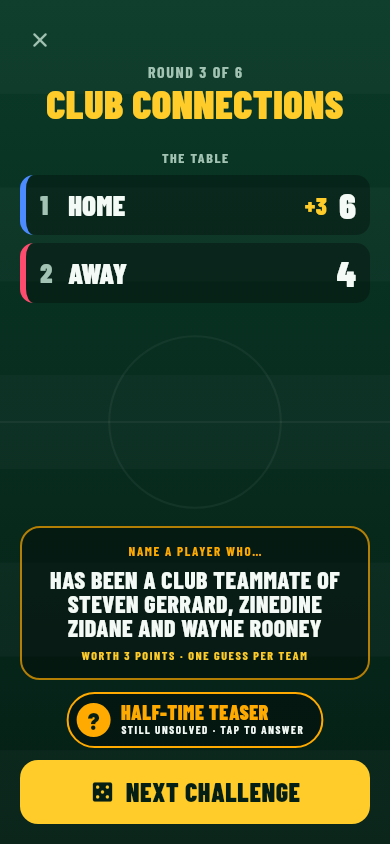 ROUND 3 OF 6
CLUB CONNECTIONS
THE TABLE
1 HOME +3 6
2 AWAY 4
NAME A PLAYER WHO...
HAS BEEN A CLUB TEAMMATE OF
STEVEN GERRARD, ZINEDINE
ZIDANE AND WAYNE ROONEY
WORTH 3 POINTS · ONE GUESS PER TEAM
? HALF-TIME TEASER
STILL UNSOLVED · TAP TO ANSWER
NEXT CHALLENGE